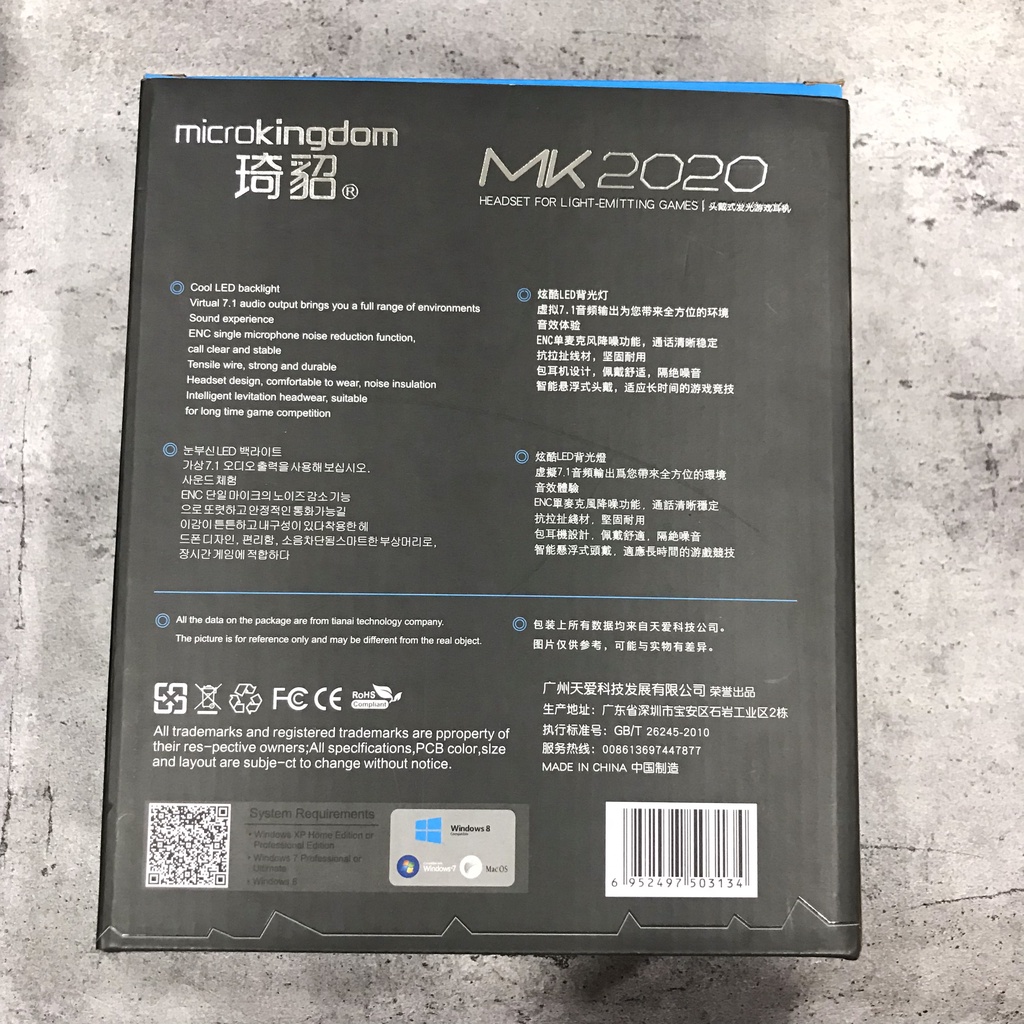 microkingdom
琦貂®
MK 2020
HEADSET FOR LIGHT-EMITTING GAMES | 头戴式发光游戏耳机
Cool LED backlight
Virtual 7.1 audio output brings you a full range of environments
Sound experience
ENC single microphone noise reduction function,
call clear and stable
Tensile wire, strong and durable
Headset design, comfortable to wear, noise insulation
Intelligent levitation headwear, suitable
for long time game competition
炫酷LED背光灯
虚拟7.1音频输出为您带来全方位的环境
音效体验
ENC单麦克风降噪功能，通话清晰稳定
抗拉扯线材，坚固耐用
包耳机设计，佩戴舒适，隔绝噪音
智能悬浮式头戴，适应长时间的游戏竞技
눈부신LED 백라이트
가상7.1 오디오출력을사용해보십시오.
사운드체험
ENC 단일마이크의노이즈감소기능
으로또렷하고안정적인통화가능길
이감이튼튼하고내구성이있다착용한헤
드폰디자인, 편리함, 소음차단됨스마트한부상머리로,
장시간게임에적합하다
炫酷LED背光燈
虛擬7.1音頻輸出爲您帶來全方位的環境
音效體驗
ENC單麥克風降噪功能，通話清晰穩定
抗拉扯綫材，堅固耐用
包耳機設計，佩戴舒適，隔絶噪音
智能懸浮式頭戴，適應長時間的游戲競技
All the data on the package are from tianai technology company.
The picture is for reference only and may be different from the real object.
包装上所有数据均来自天爱科技公司。
图片仅供参考，可能与实物有差异。
FC CE RoHS Compliant
All trademarks and registered trademarks are pproperty of
their res-pective owners;All speclfications,PCB color,slze
and layout are subje-ct to change without notice.
广州天爱科技发展有限公司 荣誉出品
生产地址：广东省深圳市宝安区石岩工业区2栋
执行标准号：GB/T 26245-2010
服务热线：008613697447877
MADE IN CHINA 中国制造
System Requirements
• Windows XP Home Edition or
Professional Edition
• Windows 7 Professional or
Ultimate
• Windows 8
Windows 8
Windows 7
MacOS
6 952497 503134